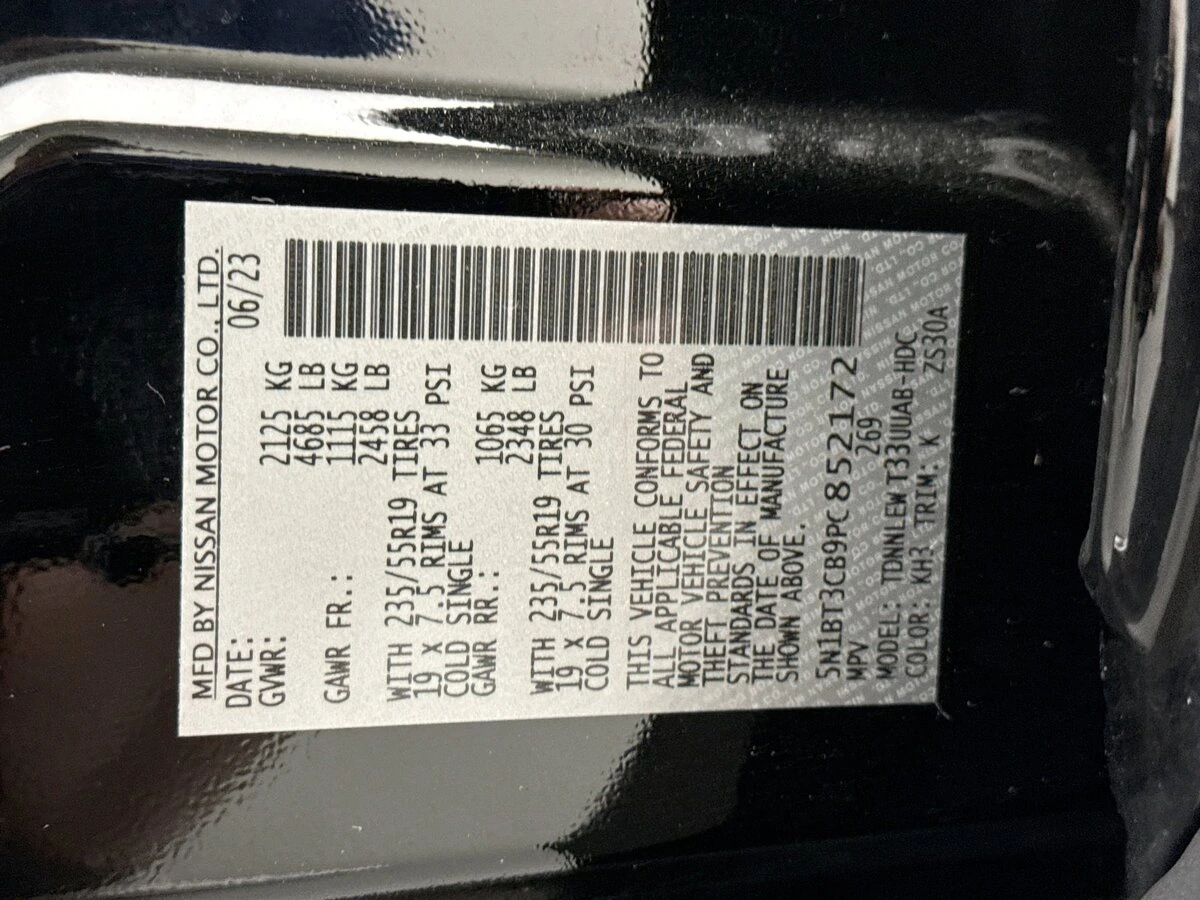 MFD BY NISSAN MOTOR CO., LTD.
DATE: 06/23
GVWR: 2125 KG
4685 LB
GAWR FR.: 1115 KG
2458 LB
WITH 235/55R19 TIRES
19 X 7.5 RIMS AT 33 PSI
COLD SINGLE
GAWR RR.: 1065 KG
2348 LB
WITH 235/55R19 TIRES
19 X 7.5 RIMS AT 30 PSI
COLD SINGLE
THIS VEHICLE CONFORMS TO
ALL APPLICABLE FEDERAL
MOTOR VEHICLE SAFETY AND
THEFT PREVENTION
STANDARDS IN EFFECT ON
THE DATE OF MANUFACTURE
SHOWN ABOVE.
5N1BT3CB9PC852172
MPV 269
MODEL: TDNNLEW T33UUAB-HDC
COLOR: KH3 TRIM: K ZS30A